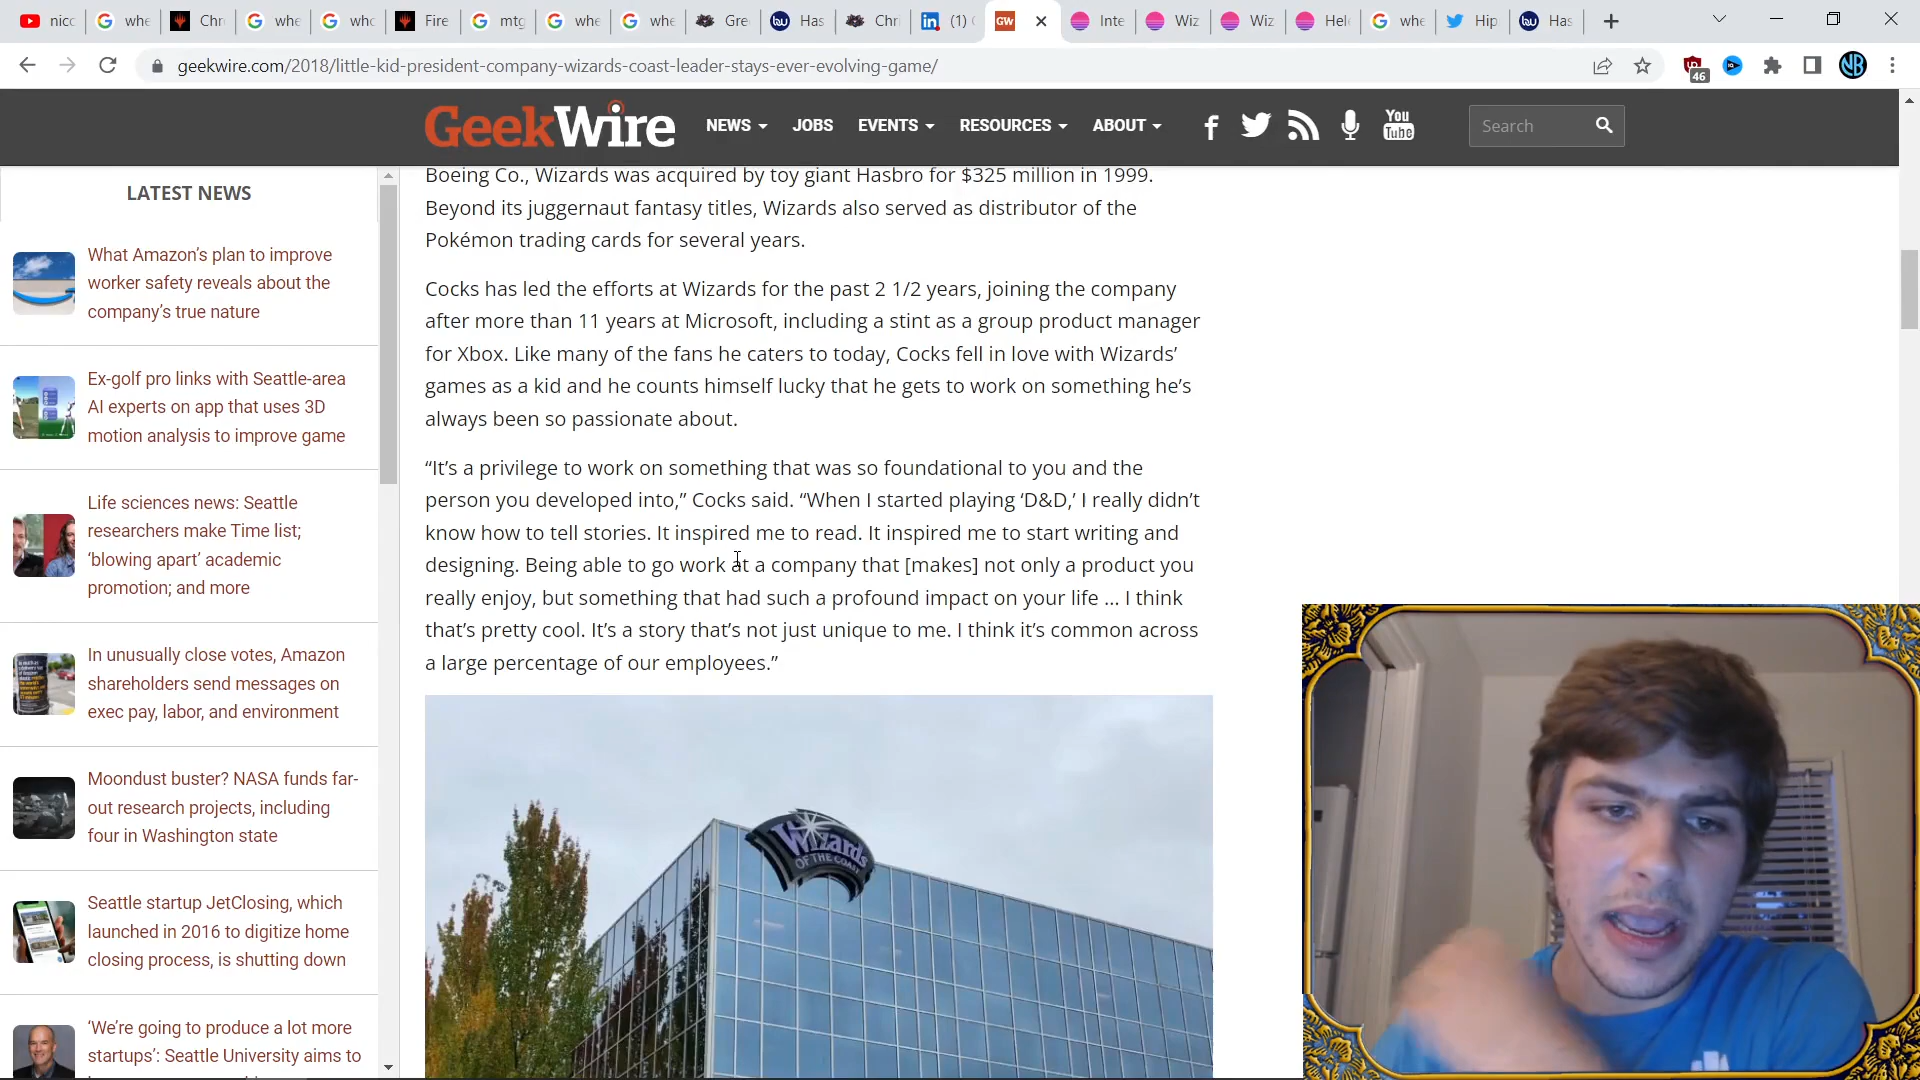 nicc
whe
Chr
whe
who
Fire
mtg
whe
whe
Gre
Has
Chri
(1)
Inte
Wiz
Wiz
Hel
whe
Hip
Has
geekwire.com/2018/little-kid-president-company-wizards-coast-leader-stays-ever-evolving-game/
46
NB
GeekWire
NEWS
JOBS
EVENTS
RESOURCES
ABOUT
You Tube
Search
LATEST NEWS
What Amazon’s plan to improve
worker safety reveals about the
company’s true nature
Ex-golf pro links with Seattle-area
AI experts on app that uses 3D
motion analysis to improve game
Life sciences news: Seattle
researchers make Time list;
‘blowing apart’ academic
promotion; and more
In unusually close votes, Amazon
shareholders send messages on
exec pay, labor, and environment
Moondust buster? NASA funds far-
out research projects, including
four in Washington state
Seattle startup JetClosing, which
launched in 2016 to digitize home
closing process, is shutting down
‘We’re going to produce a lot more
startups’: Seattle University aims to
Boeing Co., Wizards was acquired by toy giant Hasbro for $325 million in 1999.
Beyond its juggernaut fantasy titles, Wizards also served as distributor of the
Pokémon trading cards for several years.
Cocks has led the efforts at Wizards for the past 2 1/2 years, joining the company
after more than 11 years at Microsoft, including a stint as a group product manager
for Xbox. Like many of the fans he caters to today, Cocks fell in love with Wizards’
games as a kid and he counts himself lucky that he gets to work on something he’s
always been so passionate about.
“It’s a privilege to work on something that was so foundational to you and the
person you developed into,” Cocks said. “When I started playing ‘D&D,’ I really didn’t
know how to tell stories. It inspired me to read. It inspired me to start writing and
designing. Being able to go work at a company that [makes] not only a product you
really enjoy, but something that had such a profound impact on your life … I think
that’s pretty cool. It’s a story that’s not just unique to me. I think it’s common across
a large percentage of our employees.”
Wizards
OF THE COAST